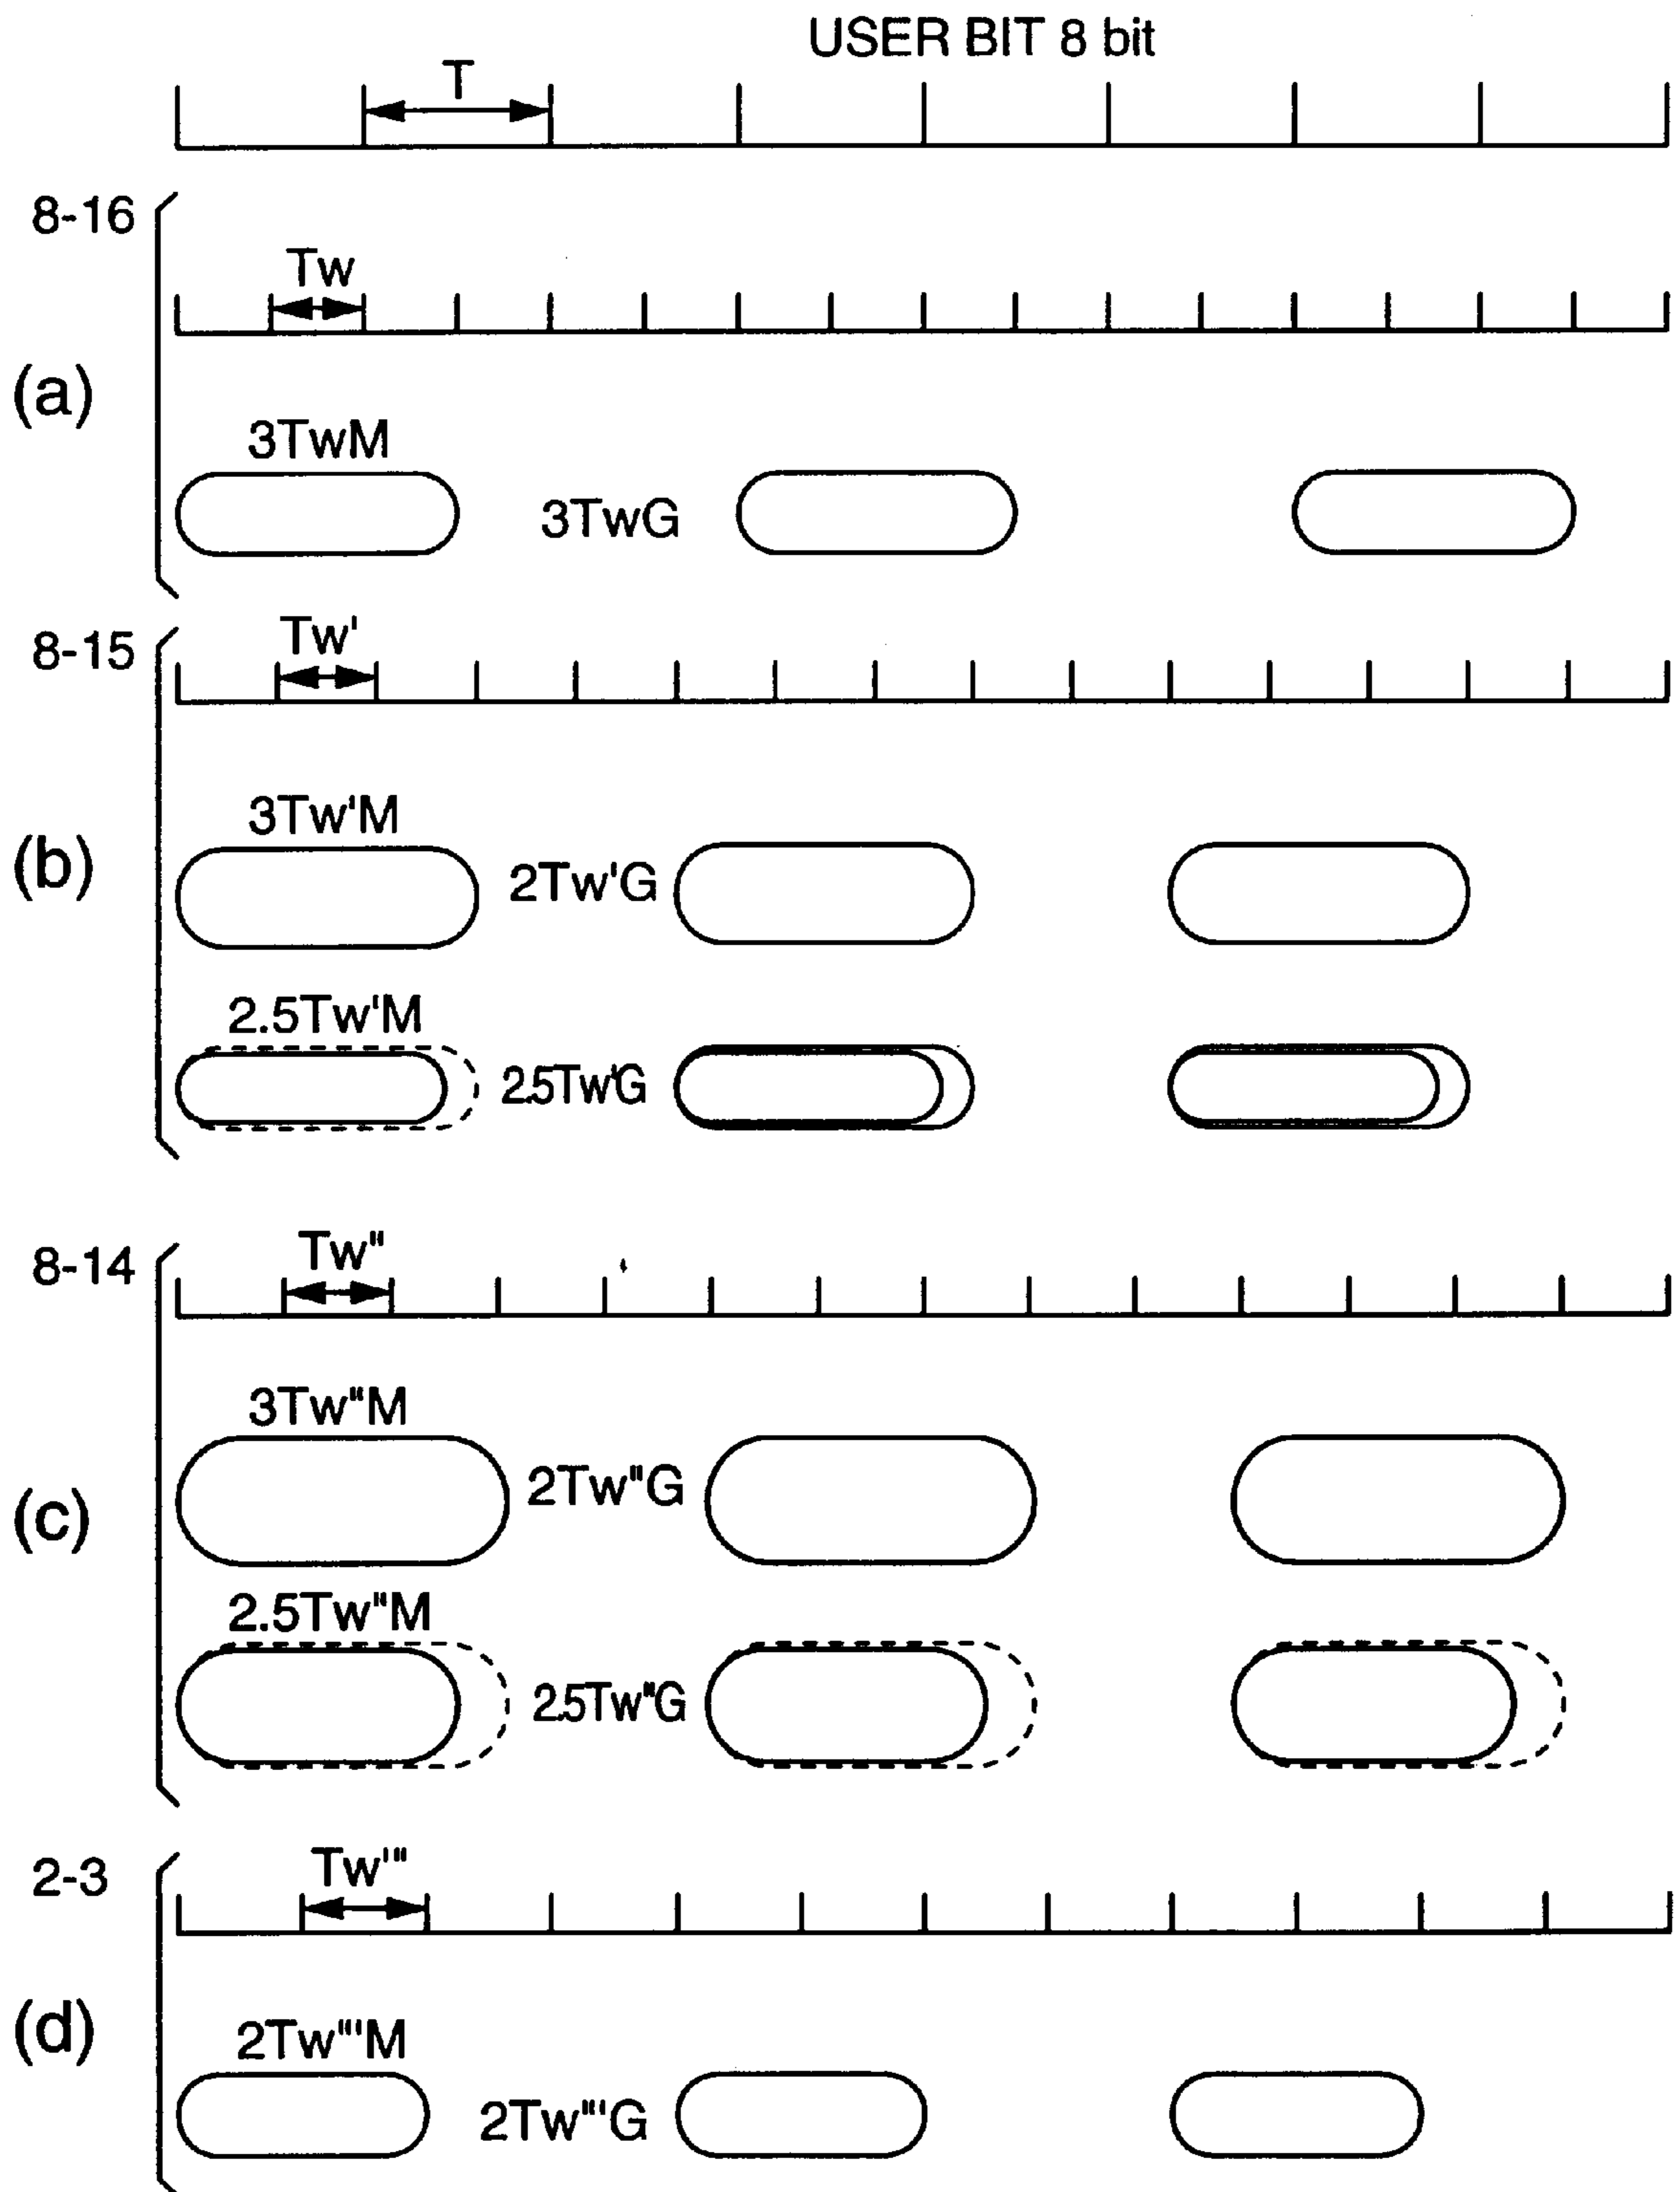 USER BIT 8 bit
T
8-16
Tw
(a)
3TwM
3TwG
8-15
Tw'
(b)
3Tw'M
2Tw'G
2.5Tw'M
2.5Tw'G
8-14
Tw"
(c)
3Tw"M
2Tw"G
2.5Tw"M
2.5Tw"G
2-3
Tw'"
(d)
2Tw"'M
2Tw"'G